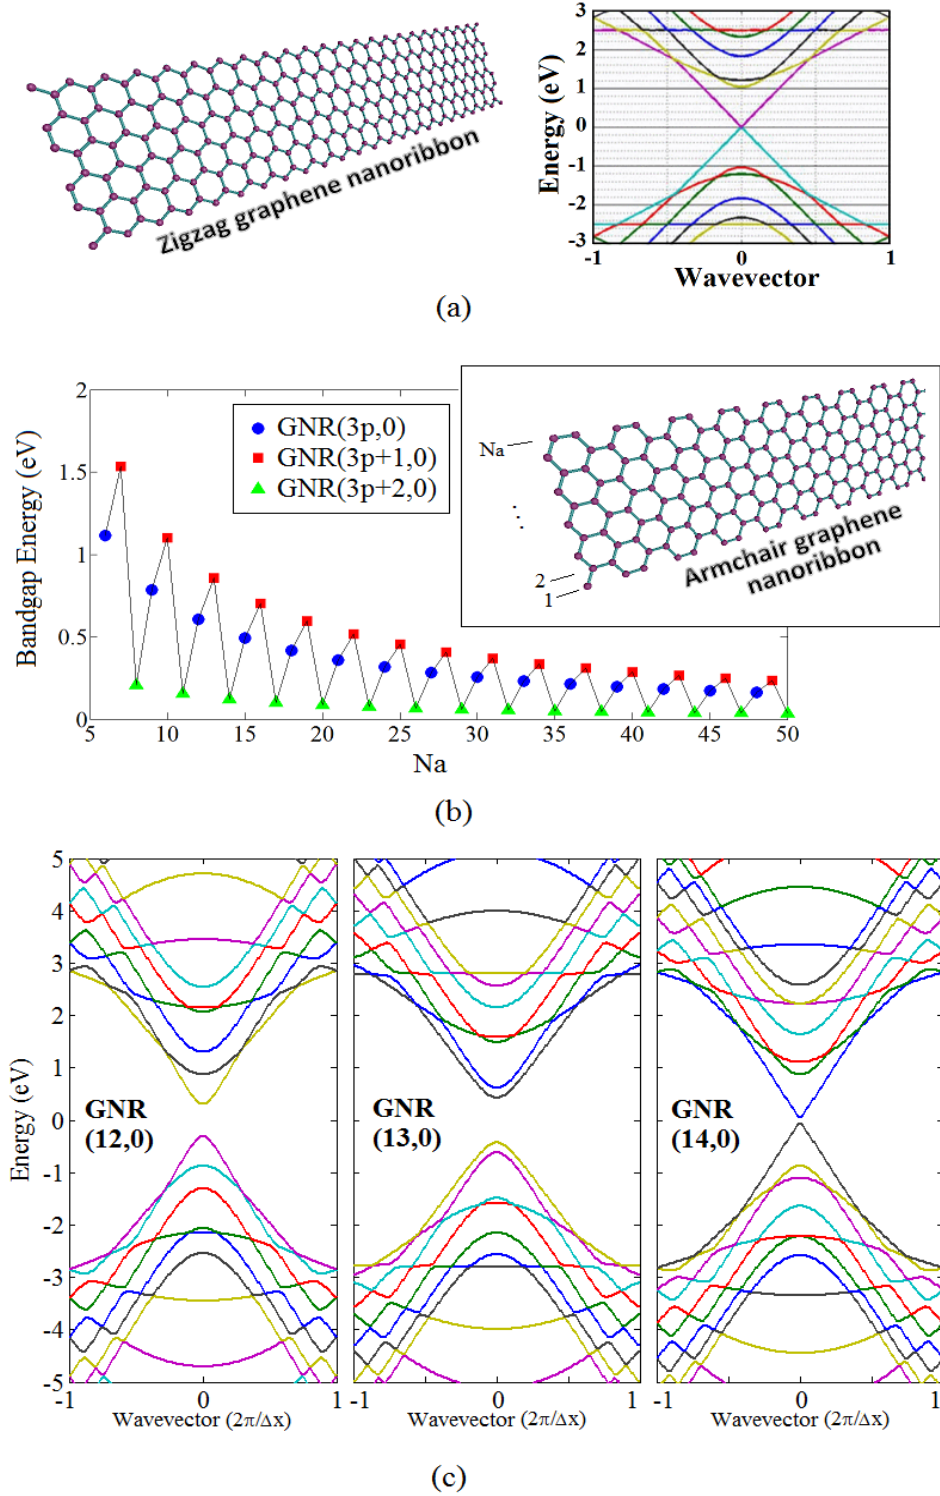 Zigzag graphene nanoribbon
3
2
1
0
-1
-2
-3
Energy (eV)
-1 0 1
Wavevector
(a)
2
1.5
1
0.5
0
Bandgap Energy (eV)
GNR(3p,0)
GNR(3p+1,0)
GNR(3p+2,0)
5 10 15 20 25 30 35 41 45 50
Na
Na
2
1
Armchair graphene
nanoribbon
(b)
5
4
3
2
1
0
-1
-2
-3
-4
-5
Energy (eV)
GNR
(12,0)
GNR
(13,0)
GNR
(14,0)
-1 0 1 -1 0 1 -1 0 1
Wavevector (2π/Δx) Wavevector (2π/Δx) Wavevector (2π/Δx)
(c)